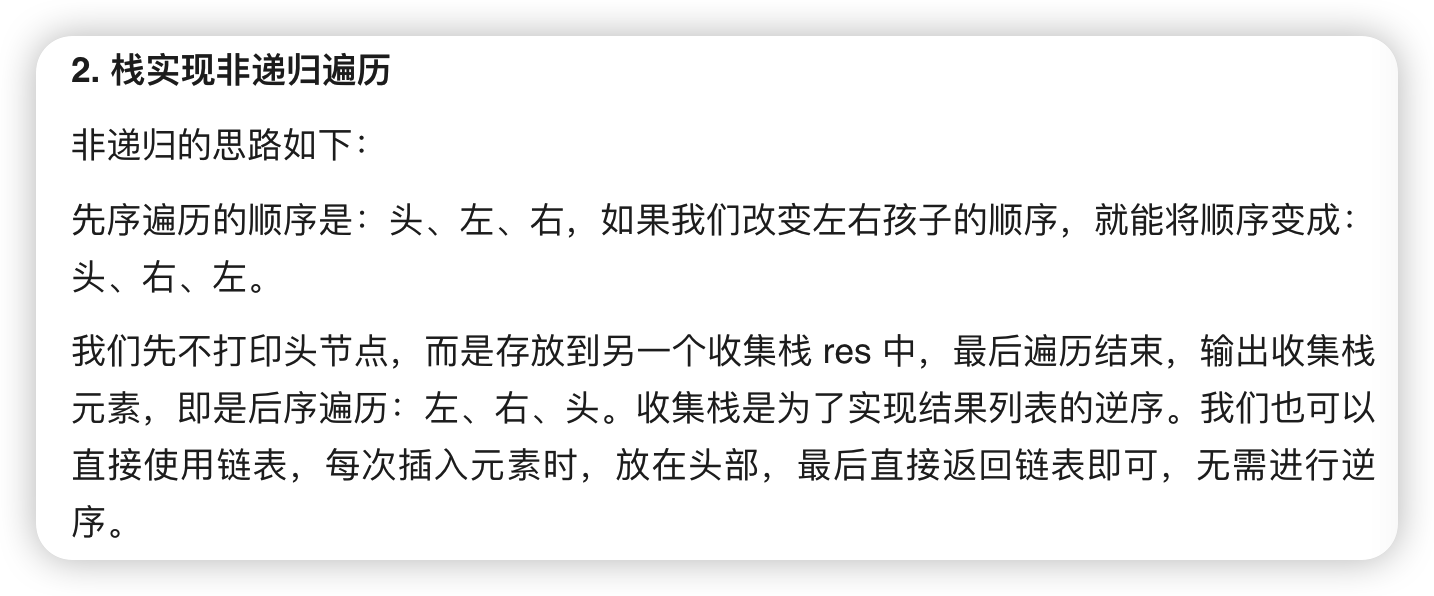 2. 栈实现非递归遍历
非递归的思路如下：
先序遍历的顺序是：头、左、右，如果我们改变左右孩子的顺序，就能将顺序变成：
头、右、左。
我们先不打印头节点，而是存放到另一个收集栈 res 中，最后遍历结束，输出收集栈
元素，即是后序遍历：左、右、头。收集栈是为了实现结果列表的逆序。我们也可以
直接使用链表，每次插入元素时，放在头部，最后直接返回链表即可，无需进行逆
序。